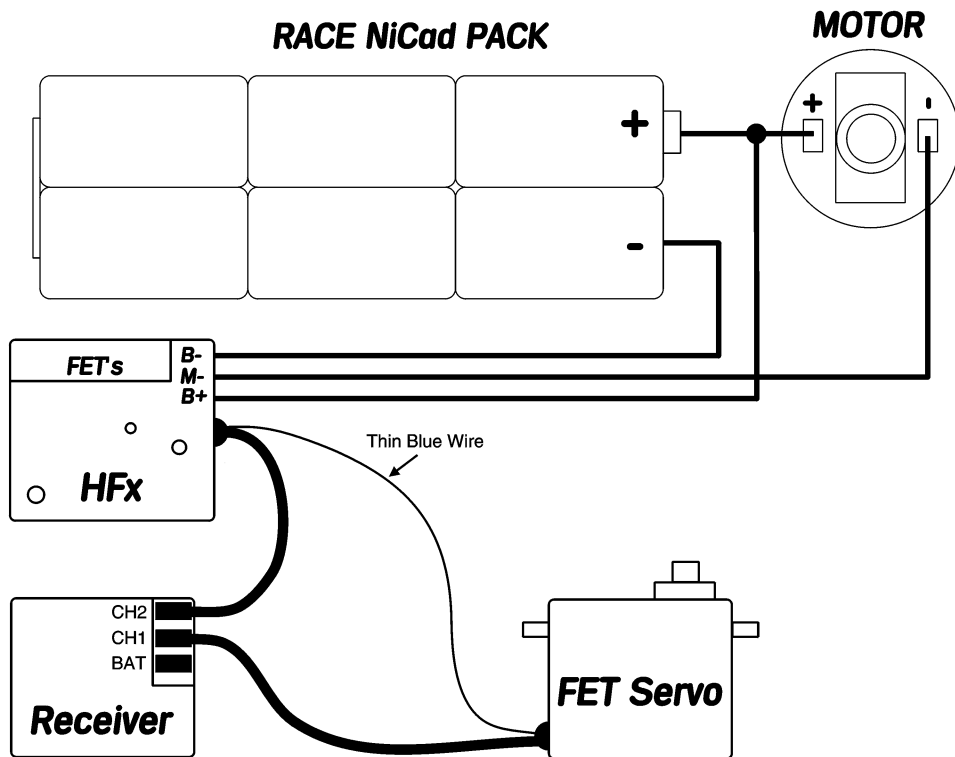 RACE NiCad PACK
MOTOR
+
+
-
-
FET's
B-
M-
B+
Thin Blue Wire
HFx
CH2
CH1
BAT
Receiver
FET Servo